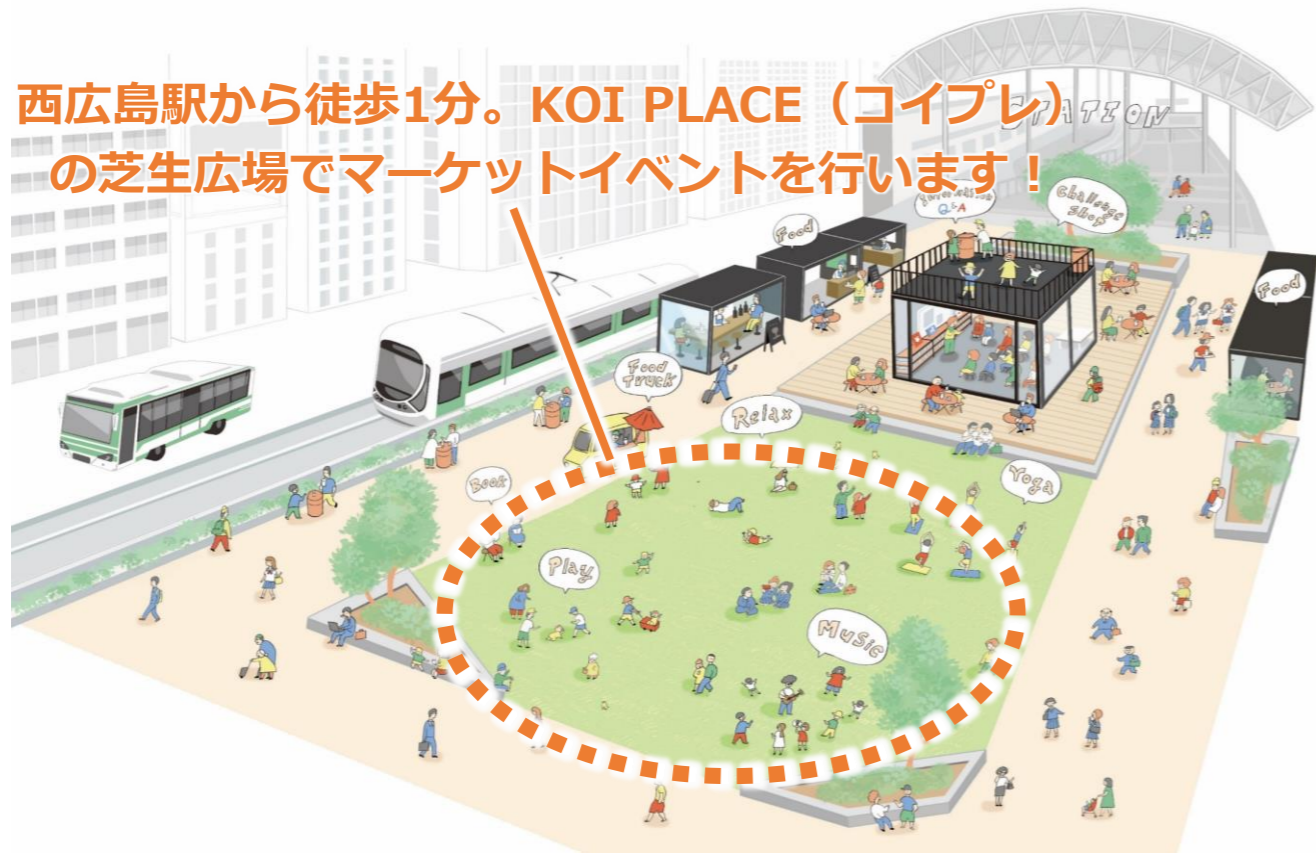 西広島駅から徒歩1分。KOI PLACE（コイプレ）
の芝生広場でマーケットイベントを行います！
STATION
Q&A
Challenge
Shop
Food
Food
Food
Truck
Relax
Book
Yoga
Play
Music